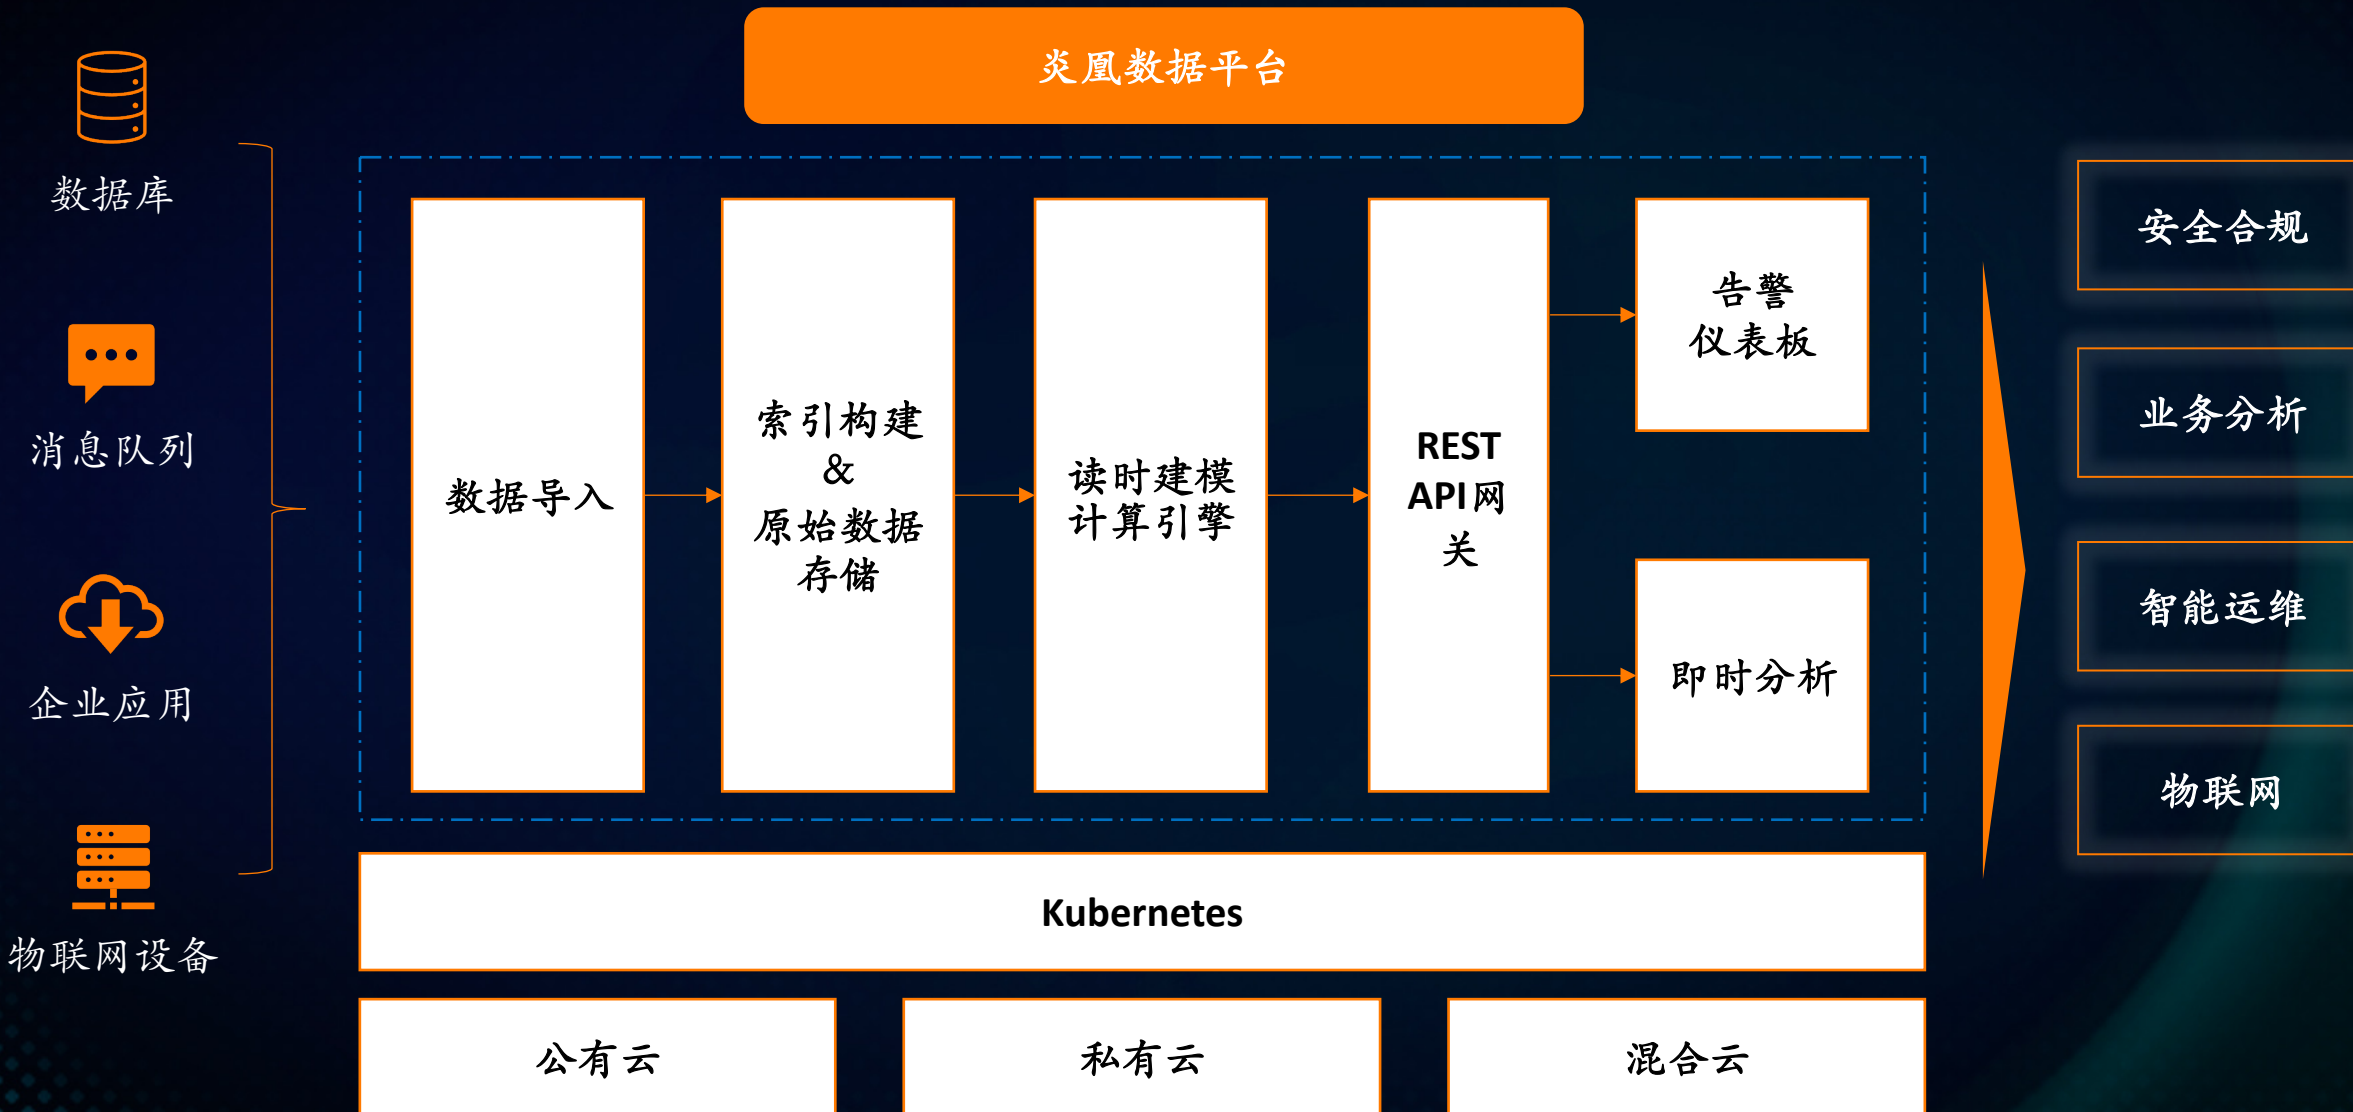 炎凰数据平台
数据库
消息队列
企业应用
物联网设备
数据导入
索引构建
&
原始数据
存储
读时建模
计算引擎
REST
API网
关
告警
仪表板
即时分析
Kubernetes
公有云
私有云
混合云
安全合规
业务分析
智能运维
物联网